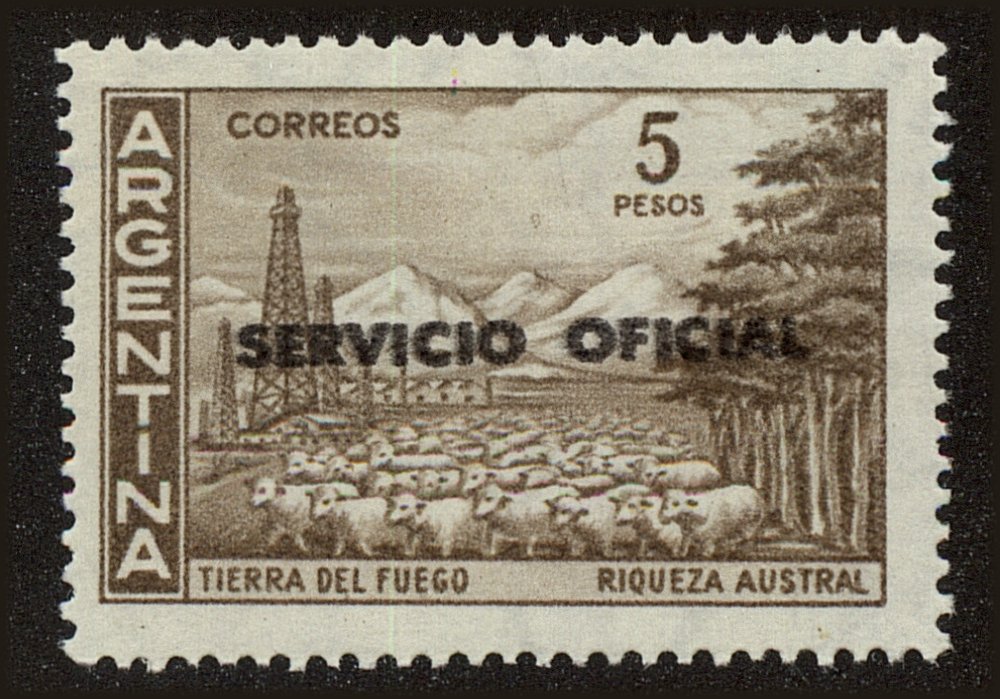 ARGENTINA
CORREOS
5
PESOS
SERVICIO OFICIAL
TIERRA DEL FUEGO
RIQUEZA AUSTRAL